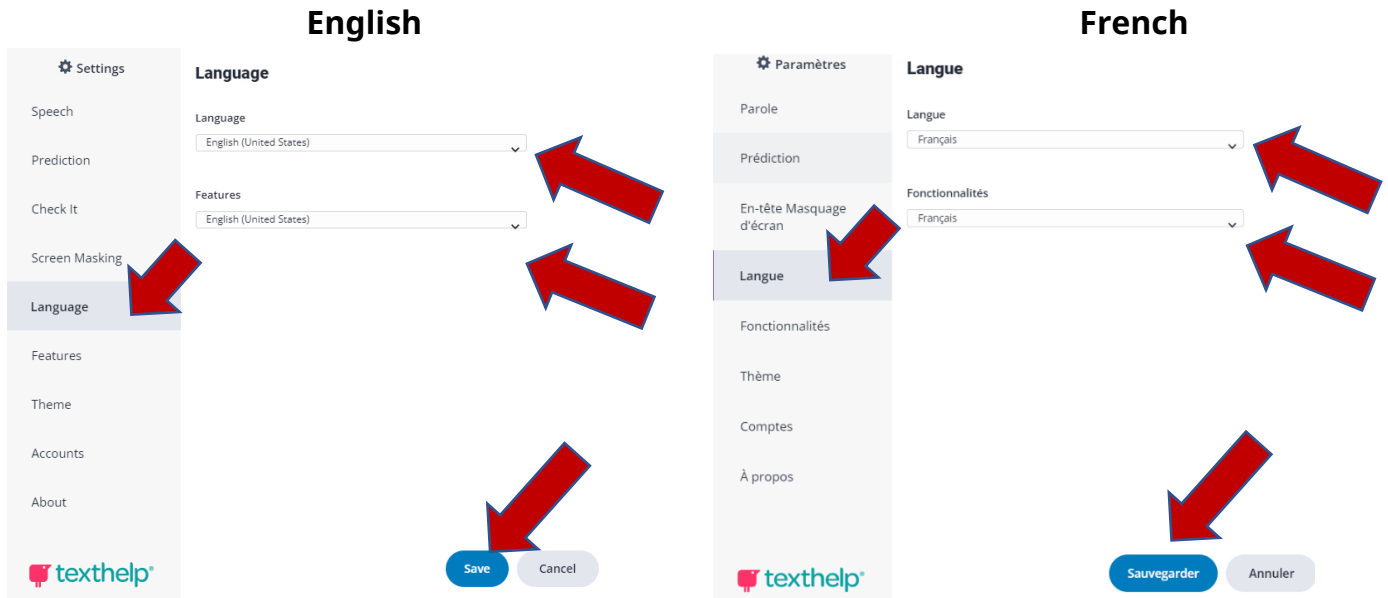 English
Settings
Speech
Prediction
Check It
Screen Masking
Language
Features
Theme
Accounts
About
texthelp®
Language
Language
English (United States)
Features
English (United States)
Save
Cancel
French
Paramètres
Parole
Prédiction
En-tête Masquage
d'écran
Langue
Fonctionnalités
Thème
Comptes
À propos
texthelp®
Langue
Langue
Français
Fonctionnalités
Français
Sauvegarder
Annuler